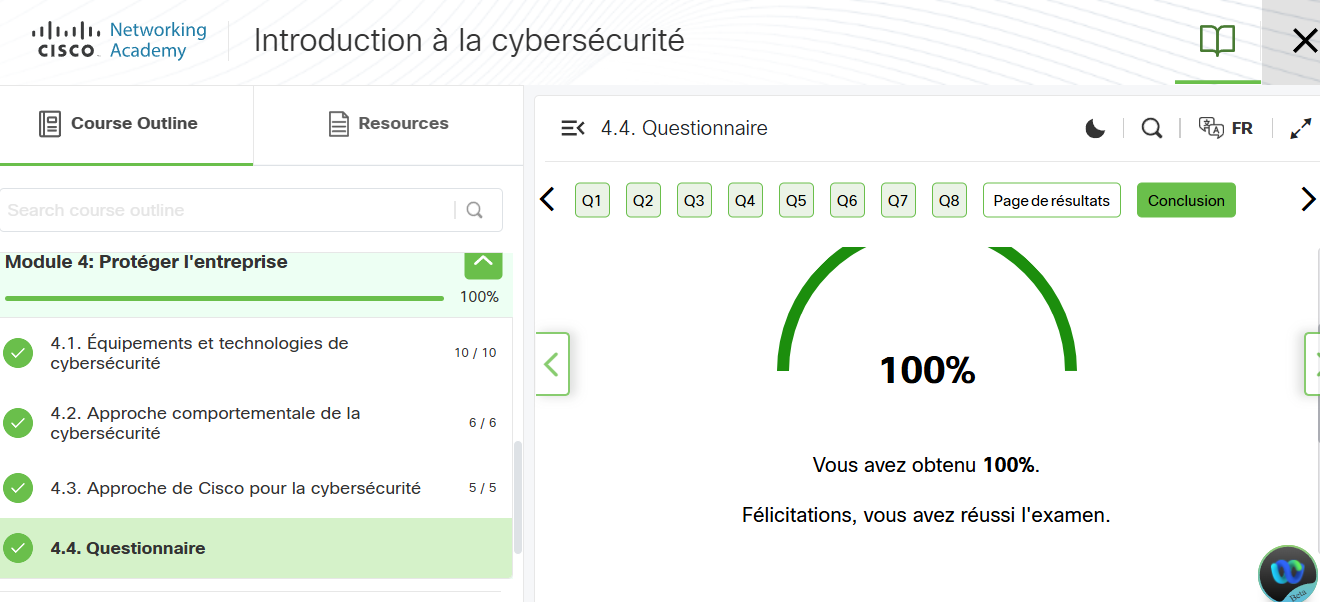 CISCO
Networking
Academy
Introduction à la cybersécurité
Course Outline
Resources
Search course outline
Module 4: Protéger l'entreprise
100%
4.1. Équipements et technologies de
cybersécurité
10 / 10
4.2. Approche comportementale de la
cybersécurité
6 / 6
4.3. Approche de Cisco pour la cybersécurité
5 / 5
4.4. Questionnaire
4.4. Questionnaire
FR
Q1 Q2 Q3 Q4 Q5 Q6 Q7 Q8 Page de résultats Conclusion
100%
Vous avez obtenu 100%.
Félicitations, vous avez réussi l'examen.
Beta